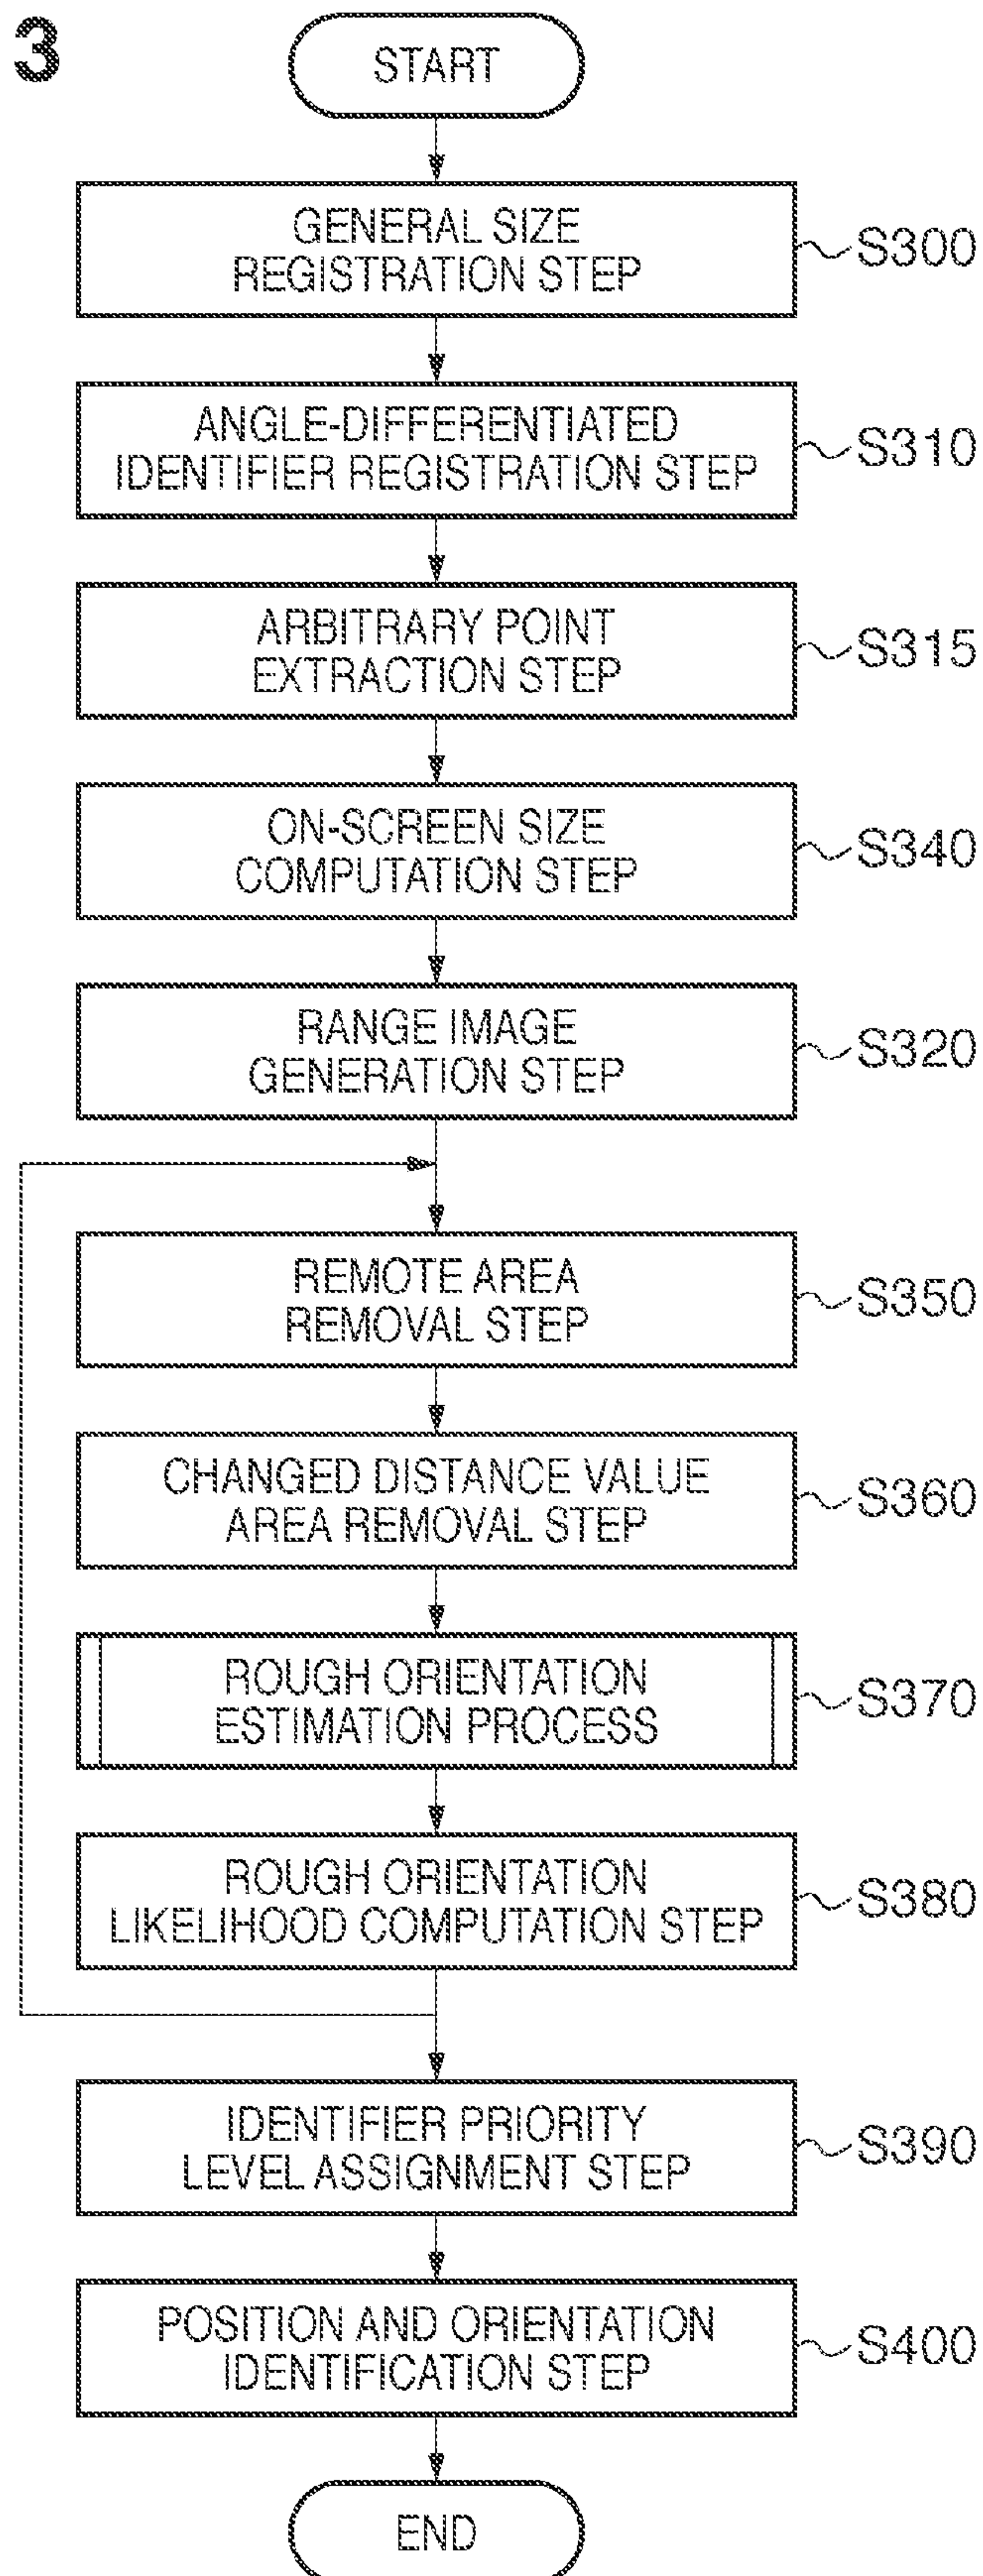 3
START
GENERAL SIZE
REGISTRATION STEP
S300
ANGLE-DIFFERENTIATED
IDENTIFIER REGISTRATION STEP
S310
ARBITRARY POINT
EXTRACTION STEP
S315
ON-SCREEN SIZE
COMPUTATION STEP
S340
RANGE IMAGE
GENERATION STEP
S320
REMOTE AREA
REMOVAL STEP
S350
CHANGED DISTANCE VALUE
AREA REMOVAL STEP
S360
ROUGH ORIENTATION
ESTIMATION PROCESS
S370
ROUGH ORIENTATION
LIKELIHOOD COMPUTATION STEP
S380
IDENTIFIER PRIORITY
LEVEL ASSIGNMENT STEP
S390
POSITION AND ORIENTATION
IDENTIFICATION STEP
S400
END